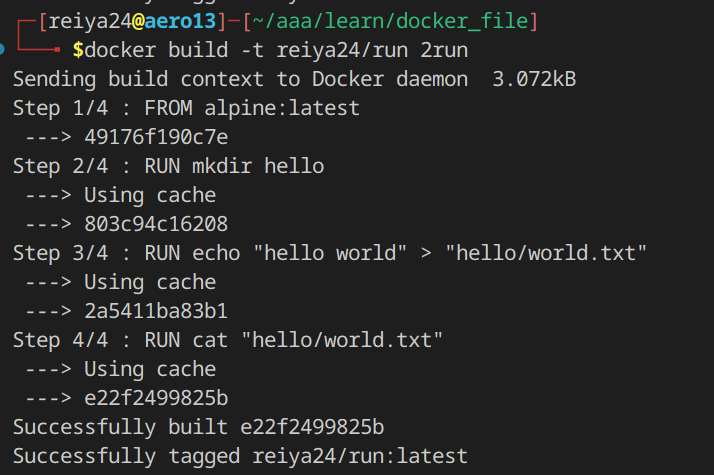 [reiya24@aero13]-[~/aaa/learn/docker_file]
$docker build -t reiya24/run 2run
Sending build context to Docker daemon  3.072kB
Step 1/4 : FROM alpine:latest
 ---> 49176f190c7e
Step 2/4 : RUN mkdir hello
 ---> Using cache
 ---> 803c94c16208
Step 3/4 : RUN echo "hello world" > "hello/world.txt"
 ---> Using cache
 ---> 2a5411ba83b1
Step 4/4 : RUN cat "hello/world.txt"
 ---> Using cache
 ---> e22f2499825b
Successfully built e22f2499825b
Successfully tagged reiya24/run:latest